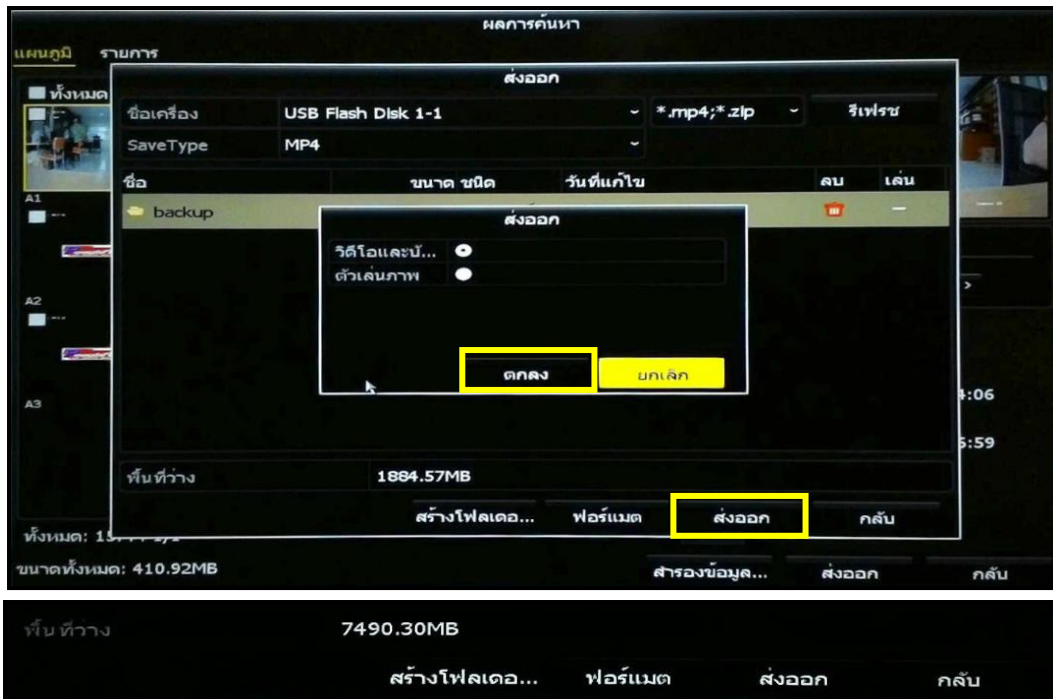 ผลการค้นหา
แผนภูมิ รายการ
ส่งออก
ทั้งหมด
ชื่อเครื่อง USB Flash Disk 1-1 *.mp4;*.zip รีเฟรช
SaveType MP4
ชื่อ ขนาด ชนิด วันที่แก้ไข ลบ เล่น
A1
backup
ส่งออก
วิดีโอและบั...
ตัวเล่นภาพ
A2
ตกลง ยกเลิก
A3
4:06
5:59
พื้นที่ว่าง 1884.57MB
สร้างโฟลเดอ... ฟอร์แมต ส่งออก กลับ
ทั้งหมด:
ขนาดทั้งหมด: 410.92MB สำรองข้อมูล... ส่งออก กลับ
พื้นที่ว่าง 7490.30MB
สร้างโฟลเดอ... ฟอร์แมต ส่งออก กลับ